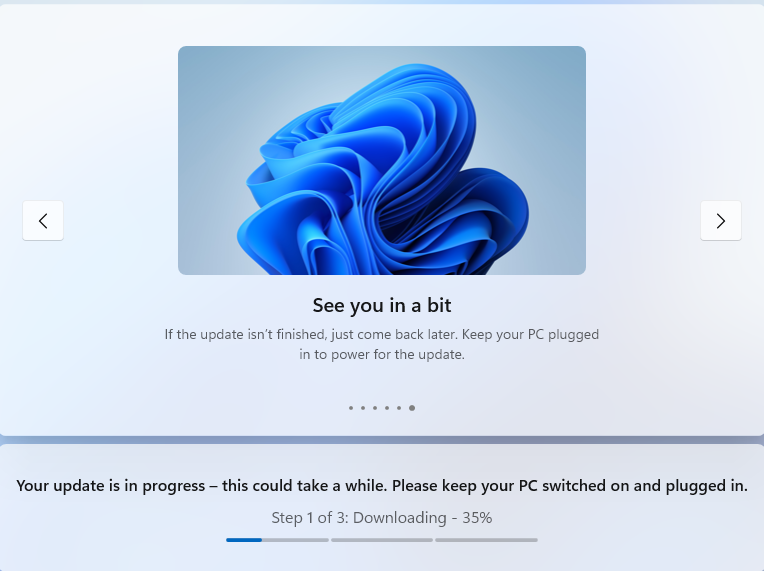 See you in a bit
If the update isn't finished, just come back later. Keep your PC plugged
in to power for the update.
Your update is in progress – this could take a while. Please keep your PC switched on and plugged in.
Step 1 of 3: Downloading - 35%